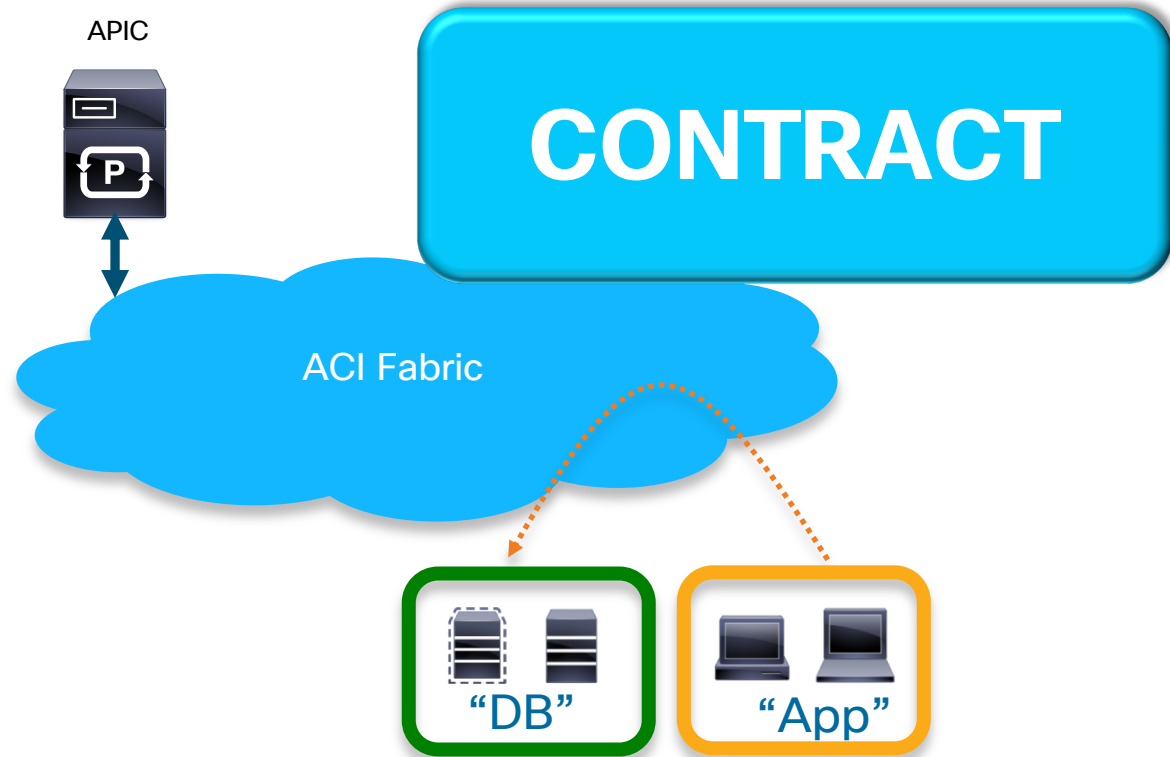 APIC
CONTRACT
P
ACI Fabric
“DB”
“App”